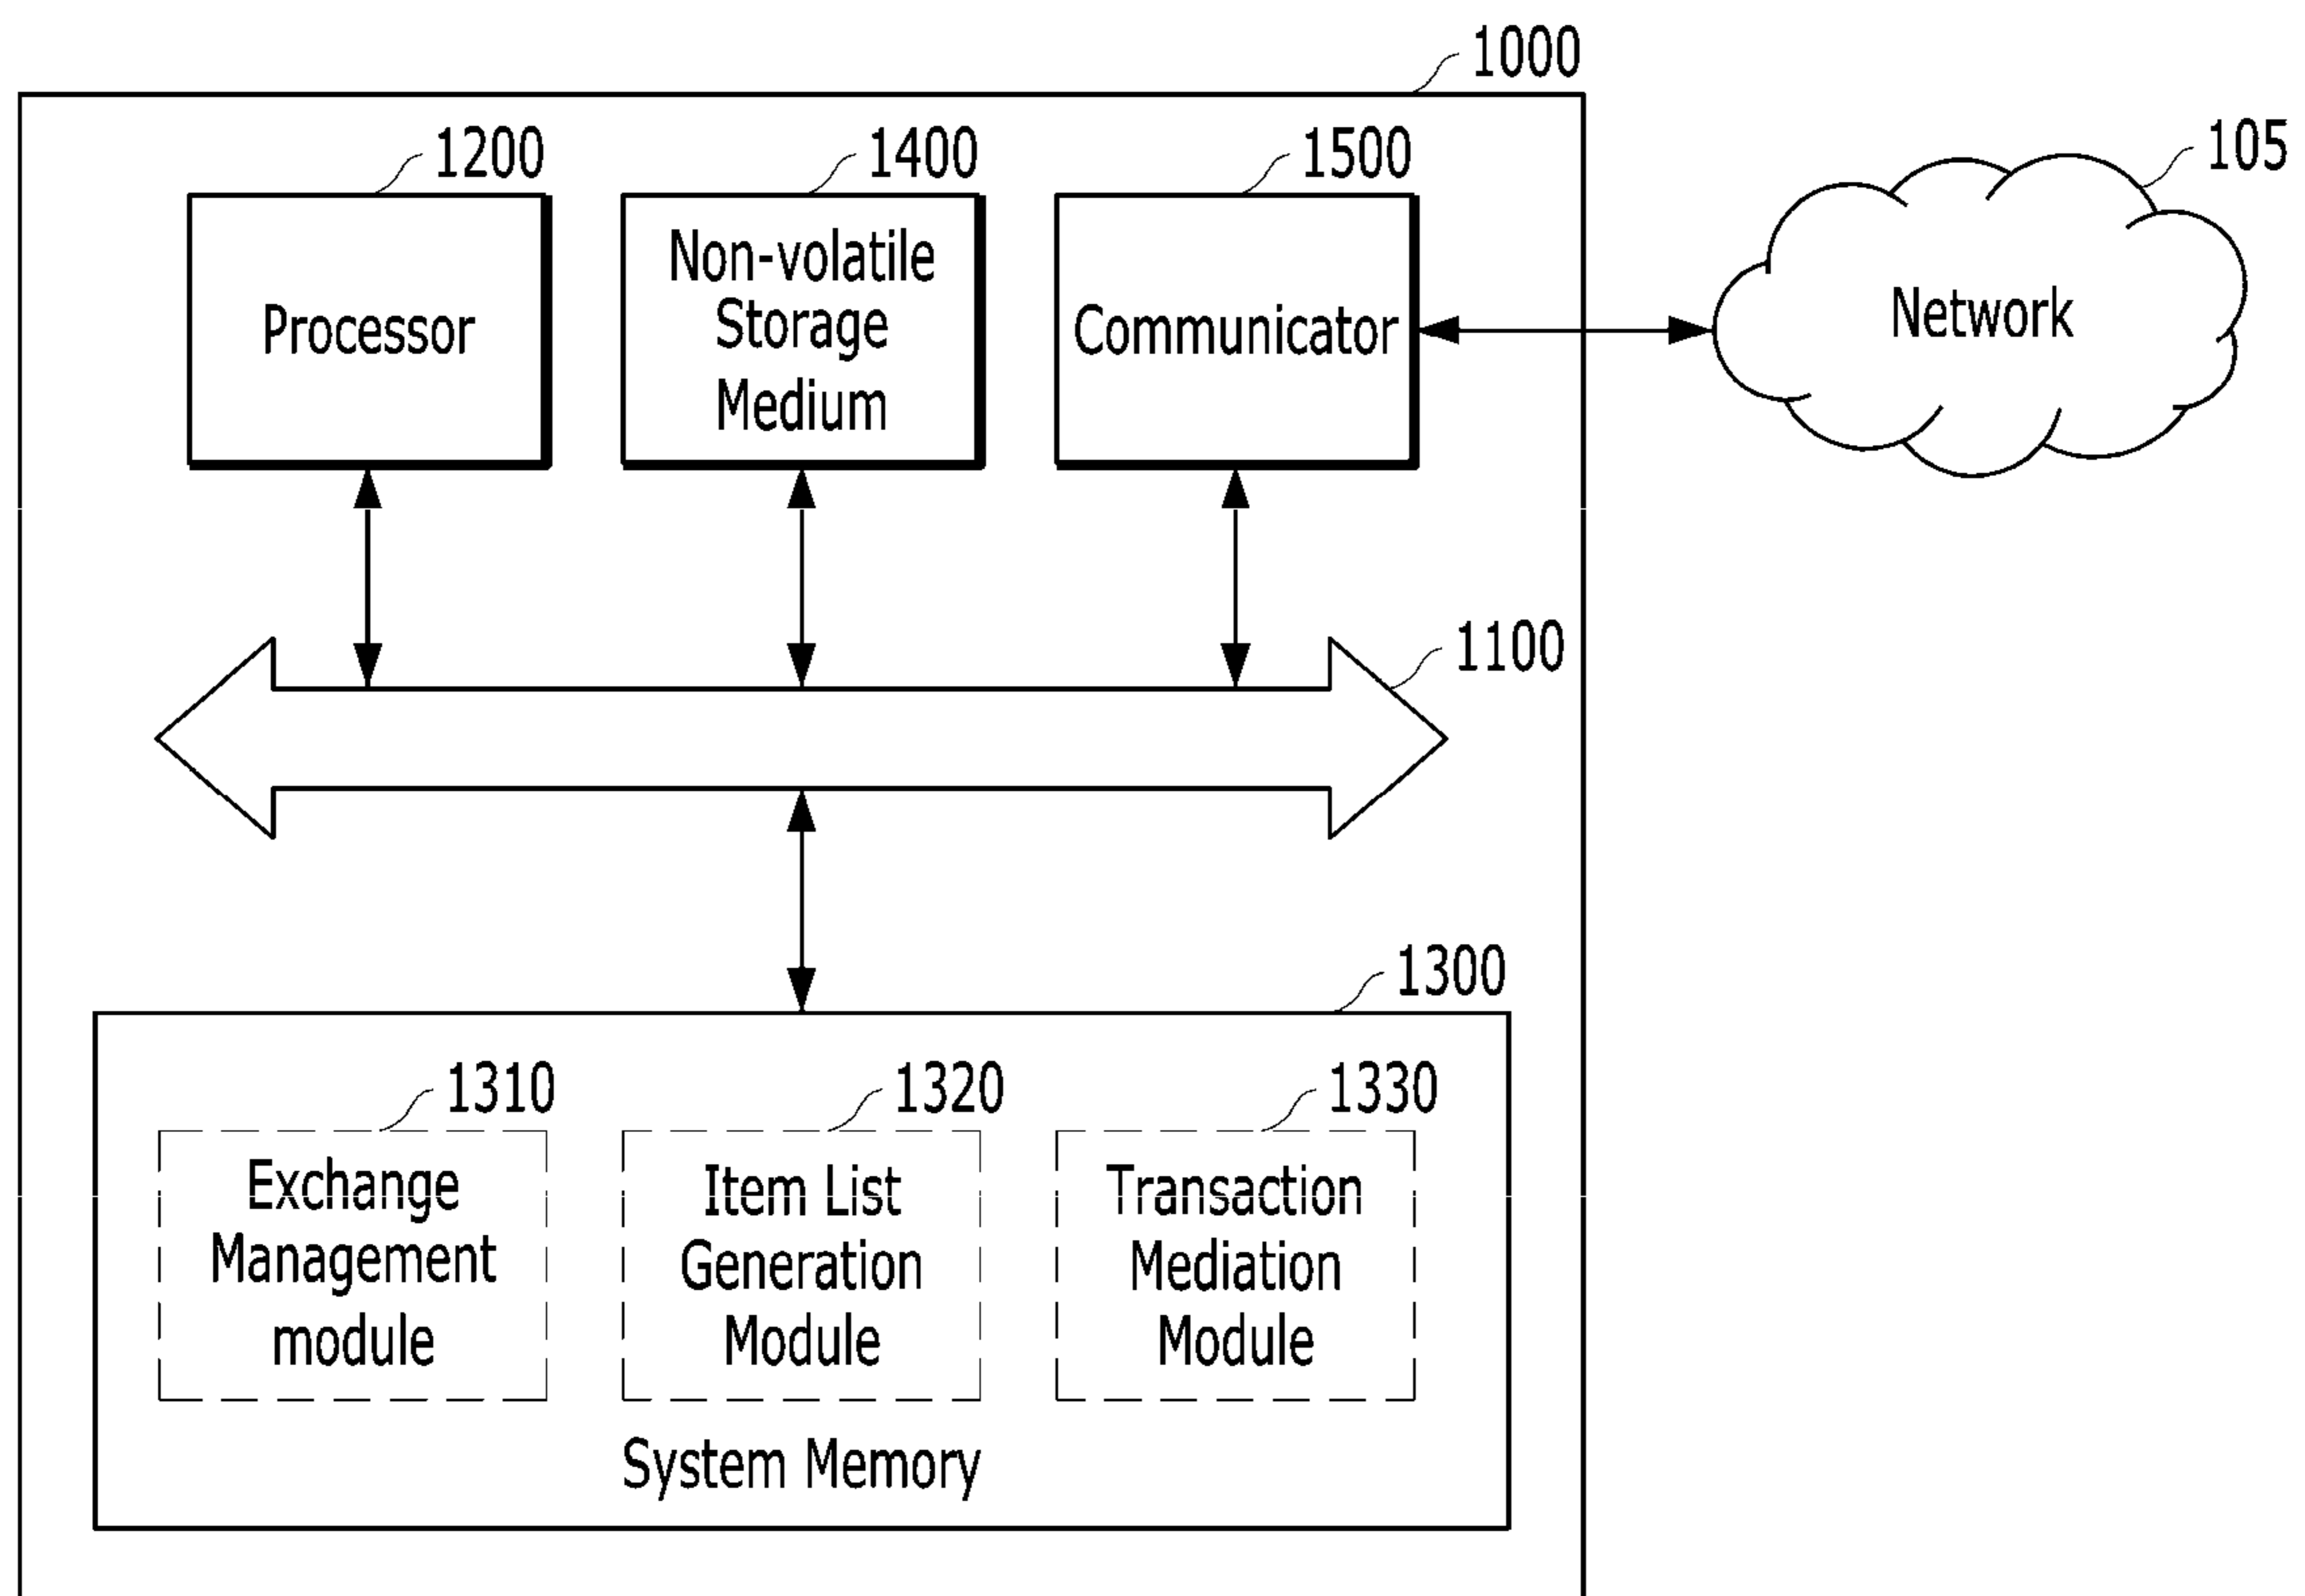 1000
1200
1400
1500
105
Processor
Non-volatile
Storage
Medium
Communicator
Network
1100
1300
1310
1320
1330
Exchange
Management
module
Item List
Generation
Module
Transaction
Mediation
Module
System Memory